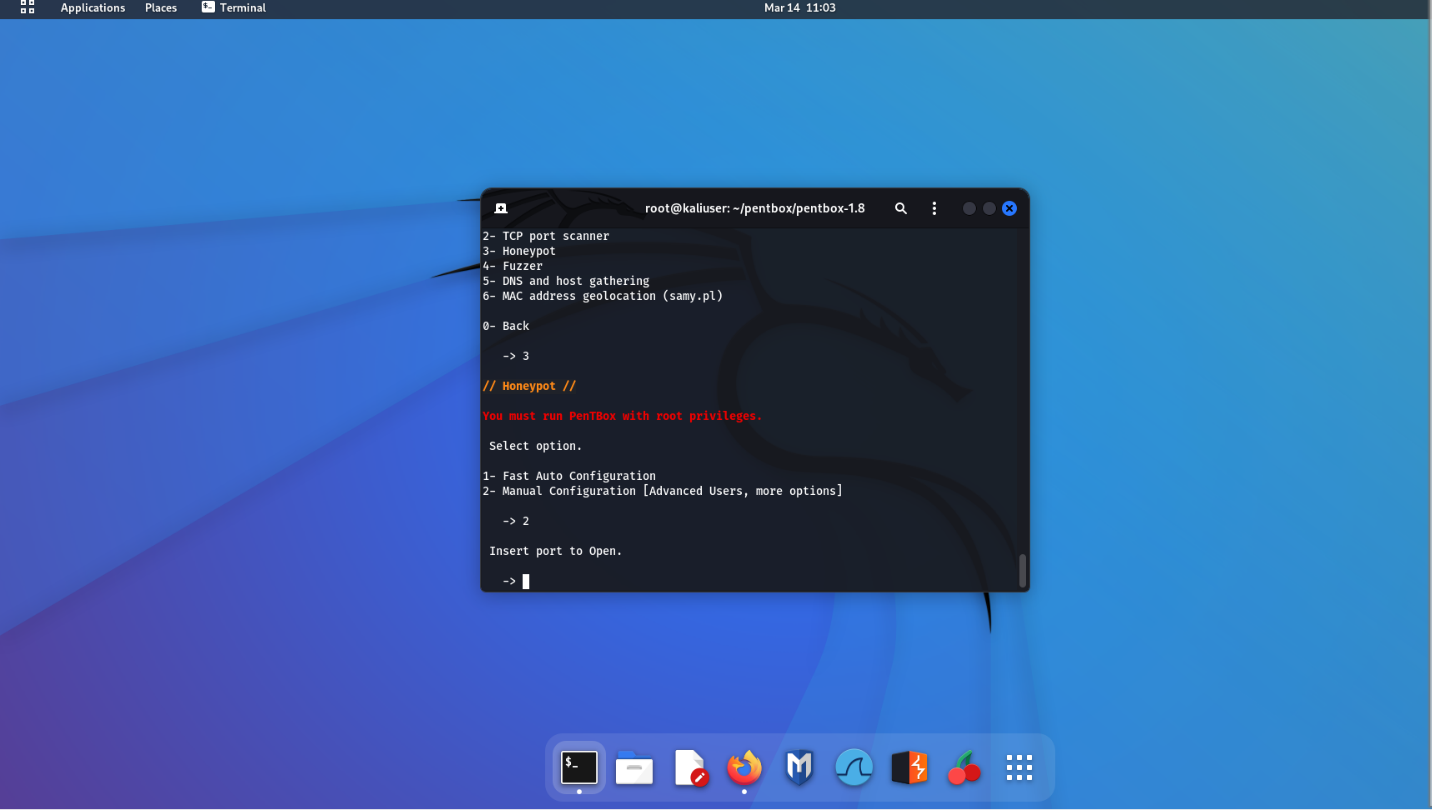 Applications Places Terminal Mar 14 11:03
root@kaliuser: ~/pentbox/pentbox-1.8
2- TCP port scanner
3- Honeypot
4- Fuzzer
5- DNS and host gathering
6- MAC address geolocation (samy.pl)
0- Back
-> 3
// Honeypot //
You must run PenTBox with root privileges.
Select option.
1- Fast Auto Configuration
2- Manual Configuration [Advanced Users, more options]
-> 2
Insert port to Open.
->
$_